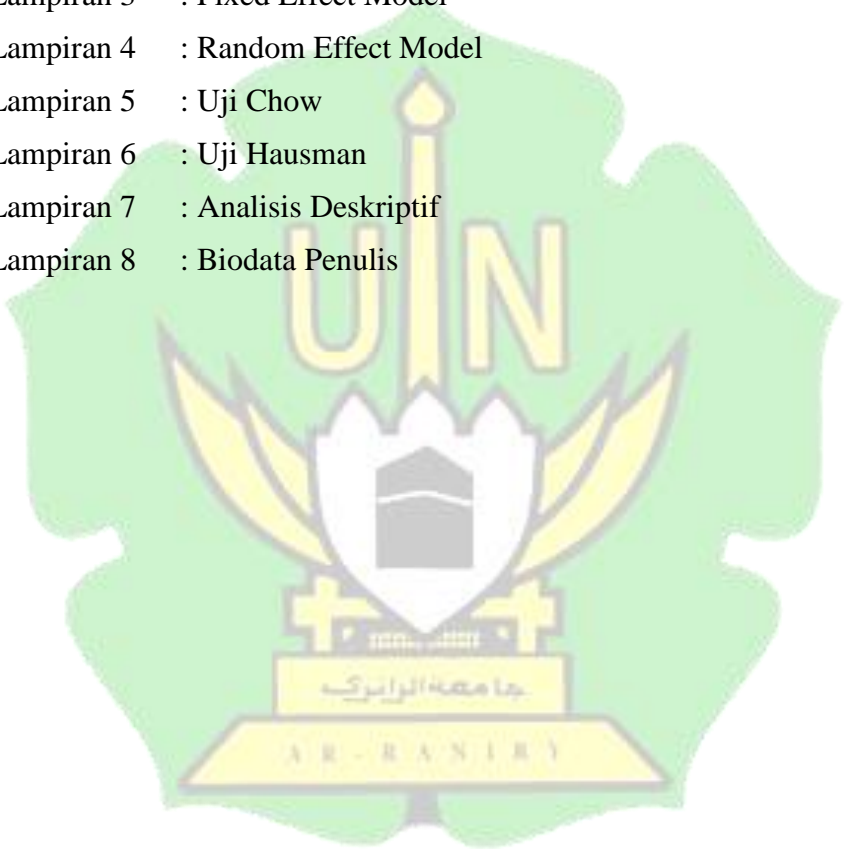 Lampiran 3 : Fixed Effect Model
Lampiran 4 : Random Effect Model
Lampiran 5 : Uji Chow
Lampiran 6 : Uji Hausman
Lampiran 7 : Analisis Deskriptif
Lampiran 8 : Biodata Penulis
UIN
جامعة الرانري
AR-RANIRY